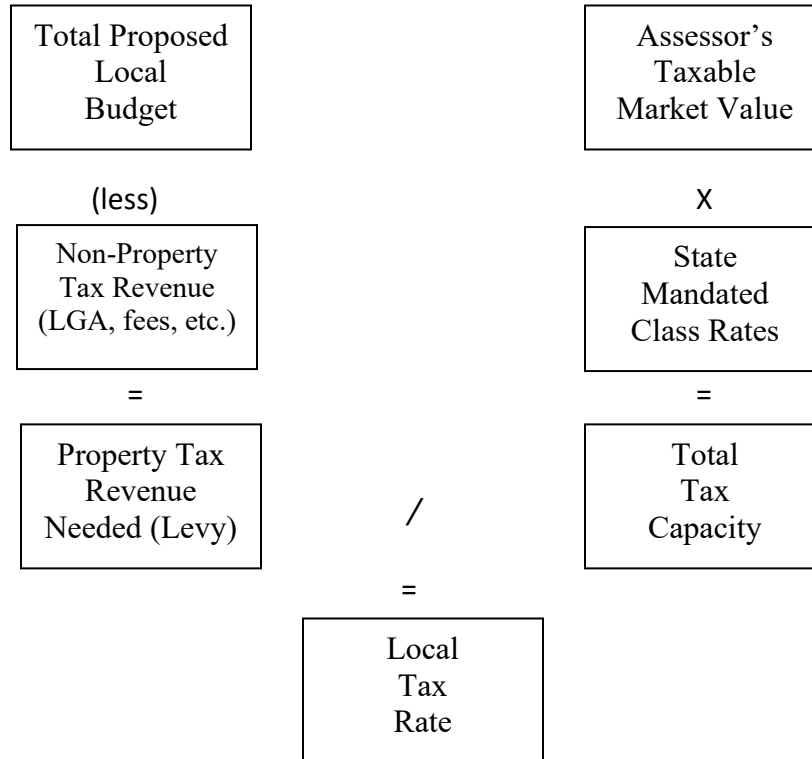 Total Proposed
Local
Budget
Assessor’s
Taxable
Market Value
(less)
X
Non-Property
Tax Revenue
(LGA, fees, etc.)
State
Mandated
Class Rates
=
=
Property Tax
Revenue
Needed (Levy)
/
Total
Tax
Capacity
=
Local
Tax
Rate